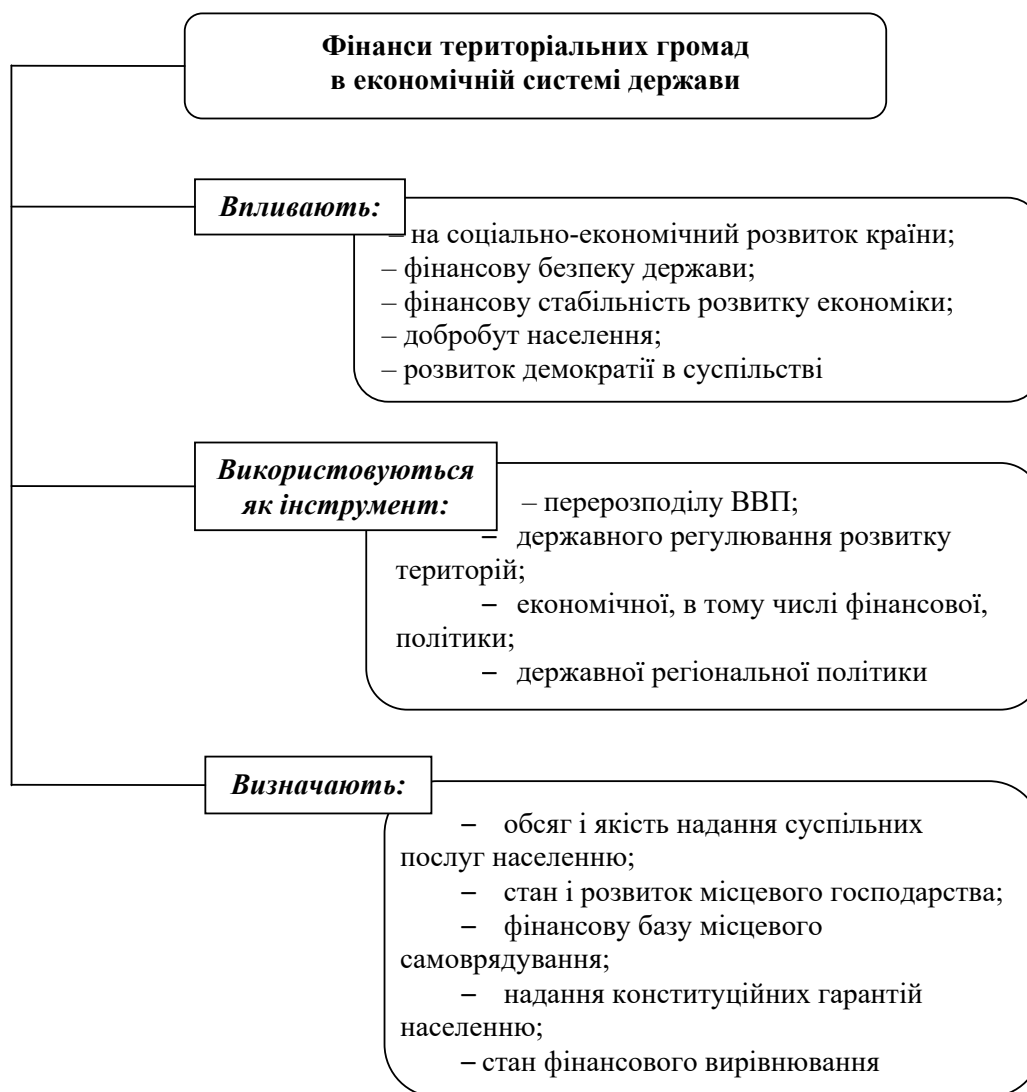 Фінанси територіальних громад
в економічній системі держави
Впливають:
– на соціально-економічний розвиток країни;
– фінансову безпеку держави;
– фінансову стабільність розвитку економіки;
– добробут населення;
– розвиток демократії в суспільстві
Використовуються
як інструмент:
– перерозподілу ВВП;
– державного регулювання розвитку
територій;
– економічної, в тому числі фінансової,
політики;
– державної регіональної політики
Визначають:
– обсяг і якість надання суспільних
послуг населенню;
– стан і розвиток місцевого господарства;
– фінансову базу місцевого
самоврядування;
– надання конституційних гарантій
населенню;
– стан фінансового вирівнювання